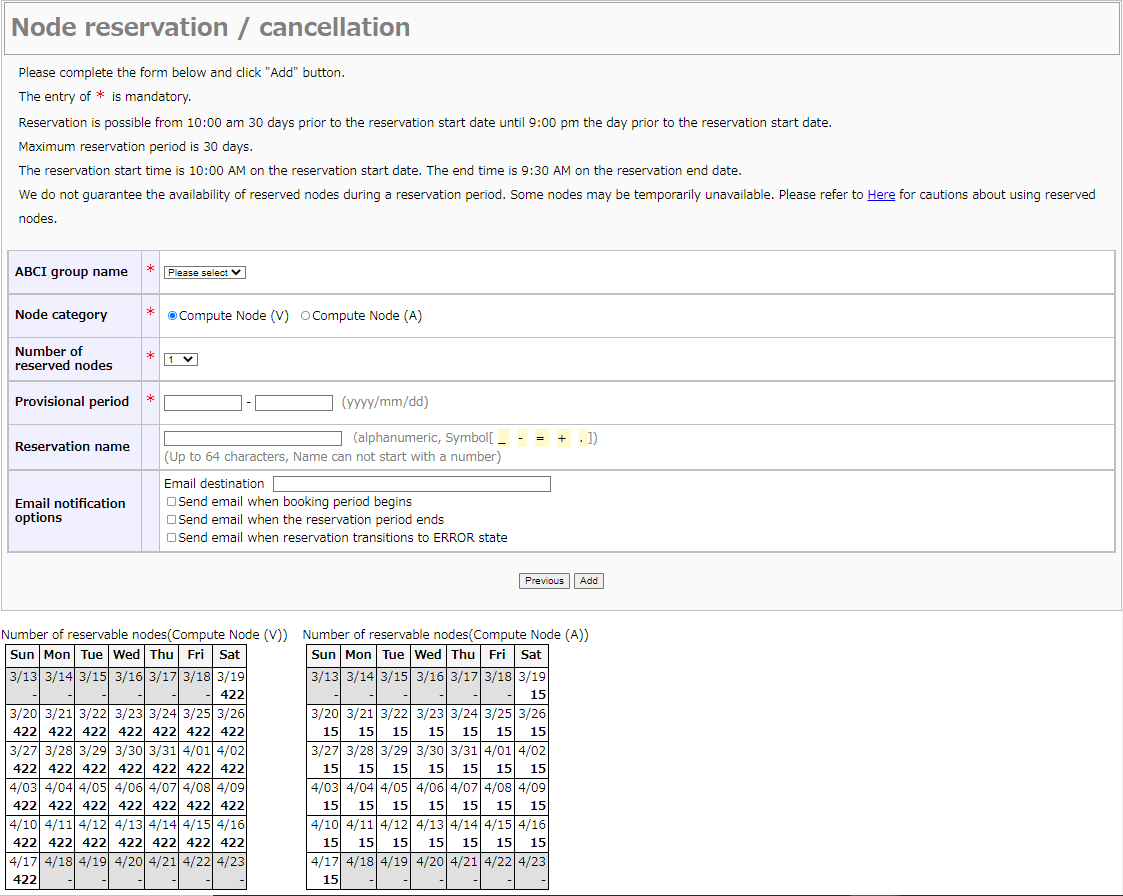 Node reservation / cancellation
Please complete the form below and click "Add" button.
The entry of * is mandatory.
Reservation is possible from 10:00 am 30 days prior to the reservation start date until 9:00 pm the day prior to the reservation start date.
Maximum reservation period is 30 days.
The reservation start time is 10:00 AM on the reservation start date. The end time is 9:30 AM on the reservation end date.
We do not guarantee the availability of reserved nodes during a reservation period. Some nodes may be temporarily unavailable. Please refer to Here for cautions about using reserved
nodes.
ABCI group name * Please select
Node category * Compute Node (V) Compute Node (A)
Number of
reserved nodes * 1
Provisional period * - (yyyy/mm/dd)
Reservation name (alphanumeric, Symbol[ _ - = + . ])
(Up to 64 characters, Name can not start with a number)
Email notification
options
Email destination
Send email when booking period begins
Send email when the reservation period ends
Send email when reservation transitions to ERROR state
Previous Add
Number of reservable nodes(Compute Node (V))
Sun Mon Tue Wed Thu Fri Sat
3/13 3/14 3/15 3/16 3/17 3/18 3/19
- - - - - - 422
3/20 3/21 3/22 3/23 3/24 3/25 3/26
422 422 422 422 422 422 422
3/27 3/28 3/29 3/30 3/31 4/01 4/02
422 422 422 422 422 422 422
4/03 4/04 4/05 4/06 4/07 4/08 4/09
422 422 422 422 422 422 422
4/10 4/11 4/12 4/13 4/14 4/15 4/16
422 422 422 422 422 422 422
4/17 4/18 4/19 4/20 4/21 4/22 4/23
422 - - - - - -
Number of reservable nodes(Compute Node (A))
Sun Mon Tue Wed Thu Fri Sat
3/13 3/14 3/15 3/16 3/17 3/18 3/19
- - - - - - 15
3/20 3/21 3/22 3/23 3/24 3/25 3/26
15 15 15 15 15 15 15
3/27 3/28 3/29 3/30 3/31 4/01 4/02
15 15 15 15 15 15 15
4/03 4/04 4/05 4/06 4/07 4/08 4/09
15 15 15 15 15 15 15
4/10 4/11 4/12 4/13 4/14 4/15 4/16
15 15 15 15 15 15 15
4/17 4/18 4/19 4/20 4/21 4/22 4/23
15 - - - - - -